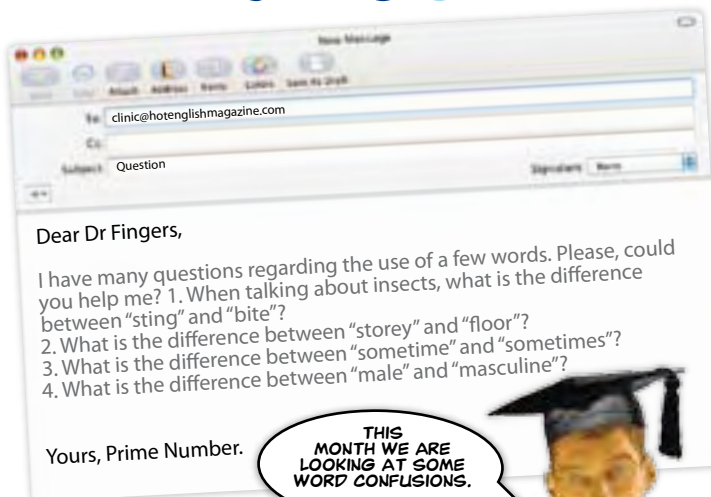 New Message
Attach Address Fonts Colors Save As Draft
To: clinic@hotenglishmagazine.com
Cc:
Subject: Question
Signature: None
Dear Dr Fingers,
I have many questions regarding the use of a few words. Please, could
you help me? 1. When talking about insects, what is the difference
between “sting” and “bite”?
2. What is the difference between “storey” and “floor”?
3. What is the difference between “sometime” and “sometimes”?
4. What is the difference between “male” and “masculine”?
Yours, Prime Number.
THIS
MONTH WE ARE
LOOKING AT SOME
WORD CONFUSIONS.